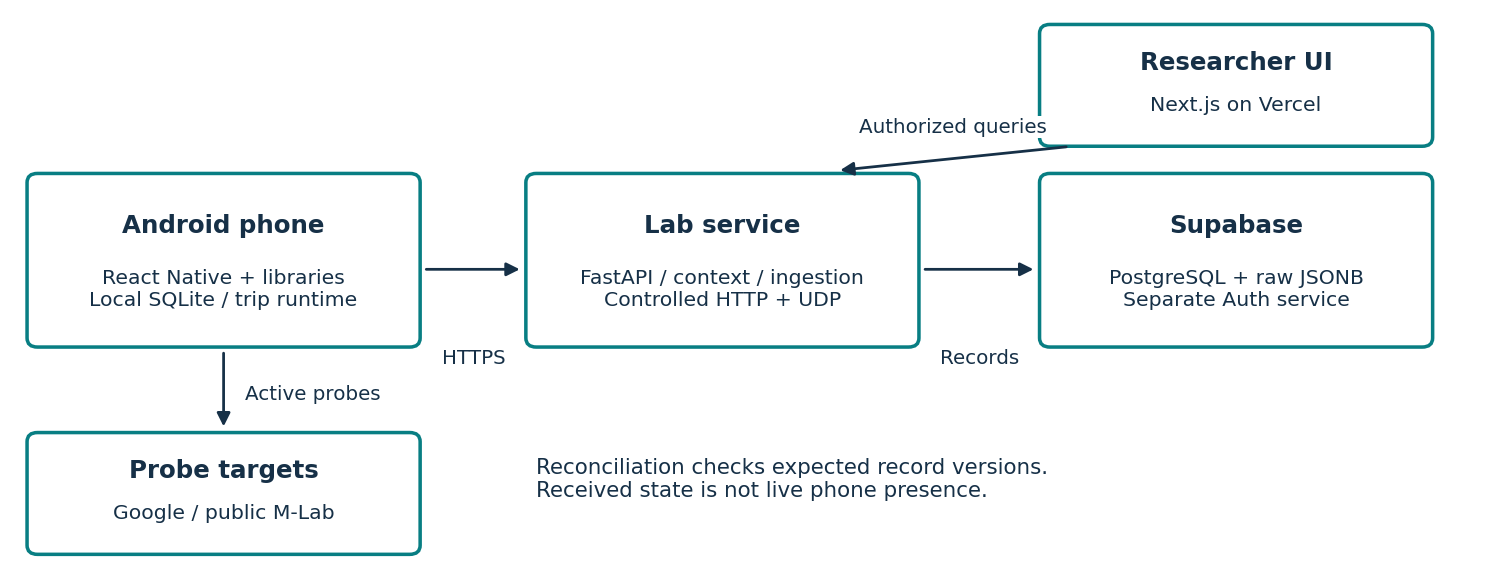 Researcher UI
Next.js on Vercel
Authorized queries
Android phone
React Native + libraries
Local SQLite / trip runtime
Lab service
FastAPI / context / ingestion
Controlled HTTP + UDP
Supabase
PostgreSQL + raw JSONB
Separate Auth service
HTTPS
Records
Active probes
Probe targets
Google / public M-Lab
Reconciliation checks expected record versions.
Received state is not live phone presence.